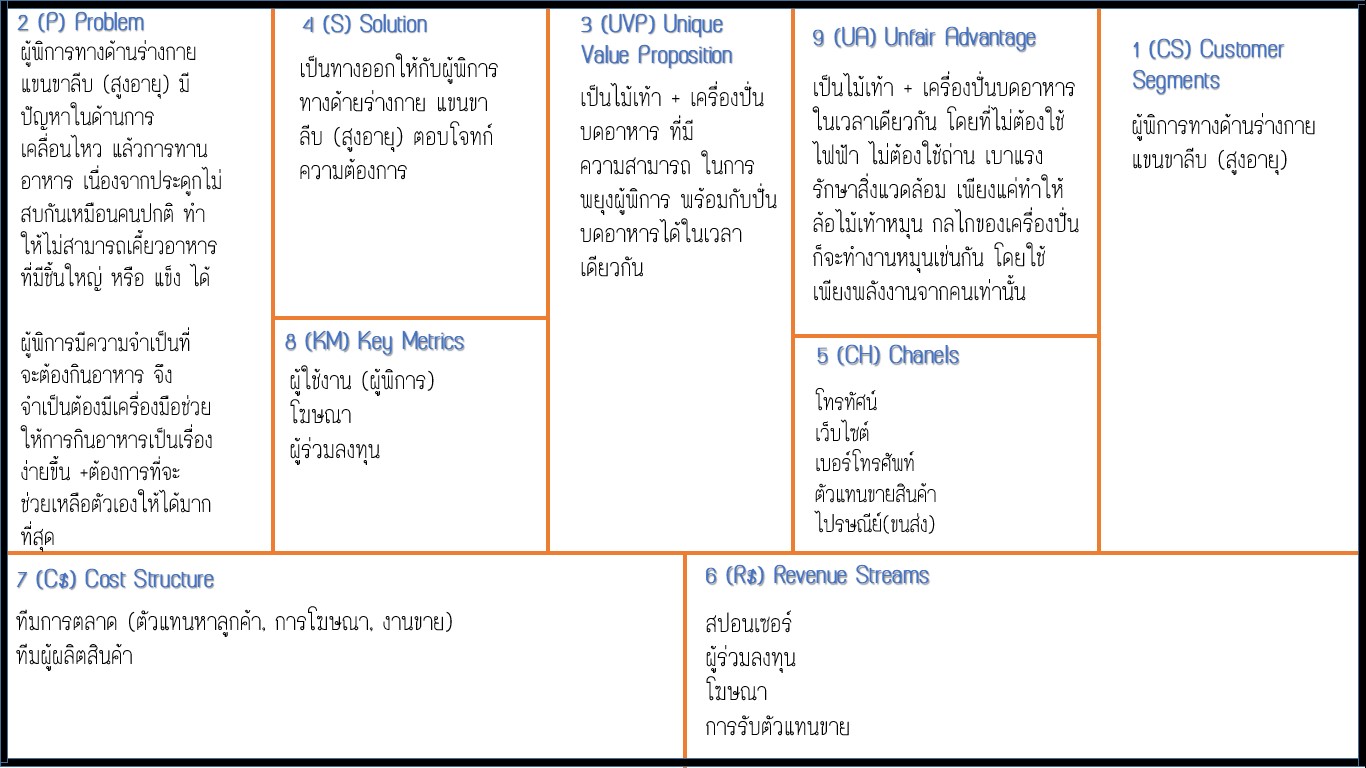 2 (P) Problem
ผู้พิการทางด้านร่างกาย
แขนขาลีบ (สูงอายุ) มี
ปัญหาในด้านการ
เคลื่อนไหว แล้วการทาน
อาหาร เนื่องจากประดูกไม่
สบกันเหมือนคนปกติ ทำ
ให้ไม่สามารถเคี้ยวอาหาร
ที่มีชิ้นใหญ่ หรือ แข็ง ได้
ผู้พิการมีความจำเป็นที่
จะต้องกินอาหาร จึง
จำเป็นต้องมีเครื่องมือช่วย
ให้การกินอาหารเป็นเรื่อง
ง่ายขึ้น +ต้องการที่จะ
ช่วยเหลือตัวเองให้ได้มาก
ที่สุด
4 (S) Solution
เป็นทางออกให้กับผู้พิการ
ทางด้ายร่างกาย แขนขา
ลีบ (สูงอายุ) ตอบโจทก์
ความต้องการ
8 (KM) Key Metrics
ผู้ใช้งาน (ผู้พิการ)
โฆษณา
ผู้ร่วมลงทุน
3 (UVP) Unique
Value Proposition
เป็นไม้เท้า + เครื่องปั่น
บดอาหาร ที่มี
ความสามารถ ในการ
พยุงผู้พิการ พร้อมกับปั่น
บดอาหารได้ในเวลา
เดียวกัน
9 (UA) Unfair Advantage
เป็นไม้เท้า + เครื่องปั่นบดอาหาร
ในเวลาเดียวกัน โดยที่ไม่ต้องใช้
ไฟฟ้า ไม่ต้องใช้ถ่าน เบาแรง
รักษาสิ่งแวดล้อม เพียงแค่ทำให้
ล้อไม้เท้าหมุน กลไกของเครื่องปั่น
ก็จะทำงานหมุนเช่นกัน โดยใช้
เพียงพลังงานจากคนเท่านั้น
5 (CH) Chanels
โทรทัศน์
เว็บไซต์
เบอร์โทรศัพท์
ตัวแทนขายสินค้า
ไปรษณีย์(ขนส่ง)
1 (CS) Customer
Segments
ผู้พิการทางด้านร่างกาย
แขนขาลีบ (สูงอายุ)
7 (C$) Cost Structure
ทีมการตลาด (ตัวแทนหาลูกค้า, การโฆษณา, งานขาย)
ทีมผู้ผลิตสินค้า
6 (R$) Revenue Streams
สปอนเซอร์
ผู้ร่วมลงทุน
โฆษณา
การรับตัวแทนขาย